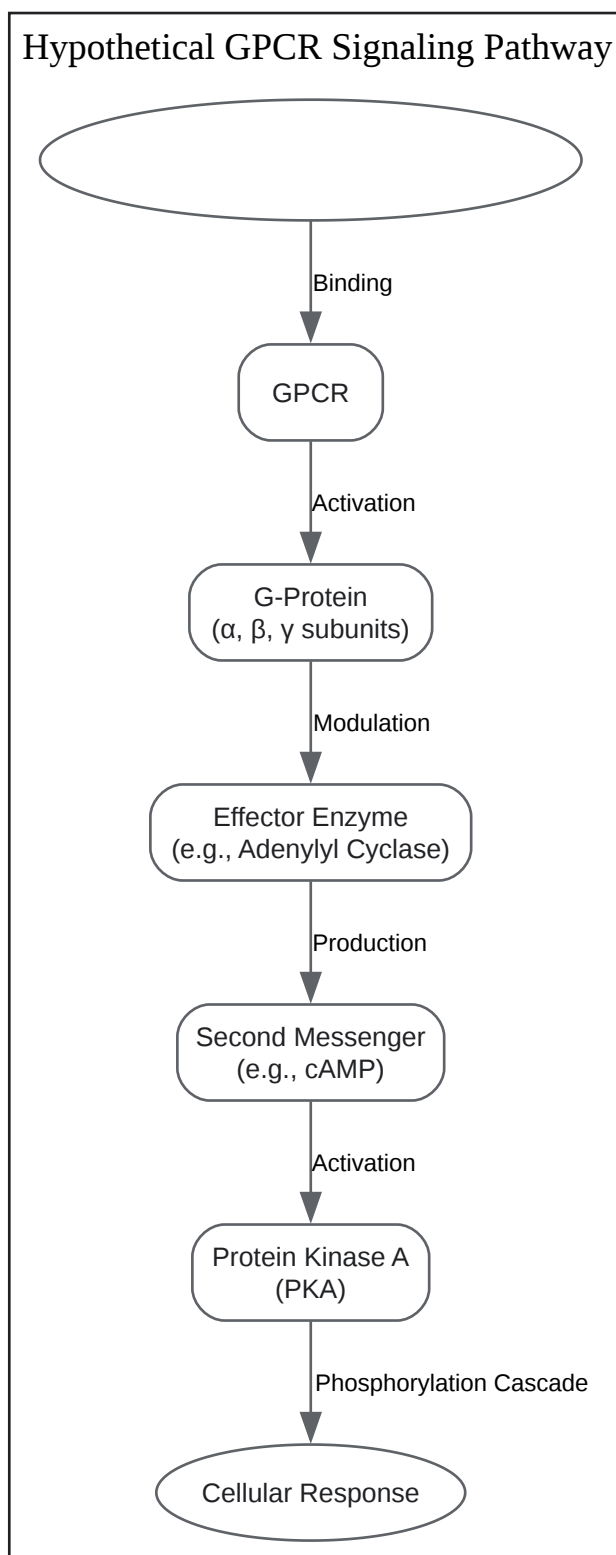 Hypothetical GPCR Signaling Pathway
Binding
GPCR
Activation
G-Protein
(α, β, γ subunits)
Modulation
Effector Enzyme
(e.g., Adenylyl Cyclase)
Production
Second Messenger
(e.g., cAMP)
Activation
Protein Kinase A
(PKA)
Phosphorylation Cascade
Cellular Response